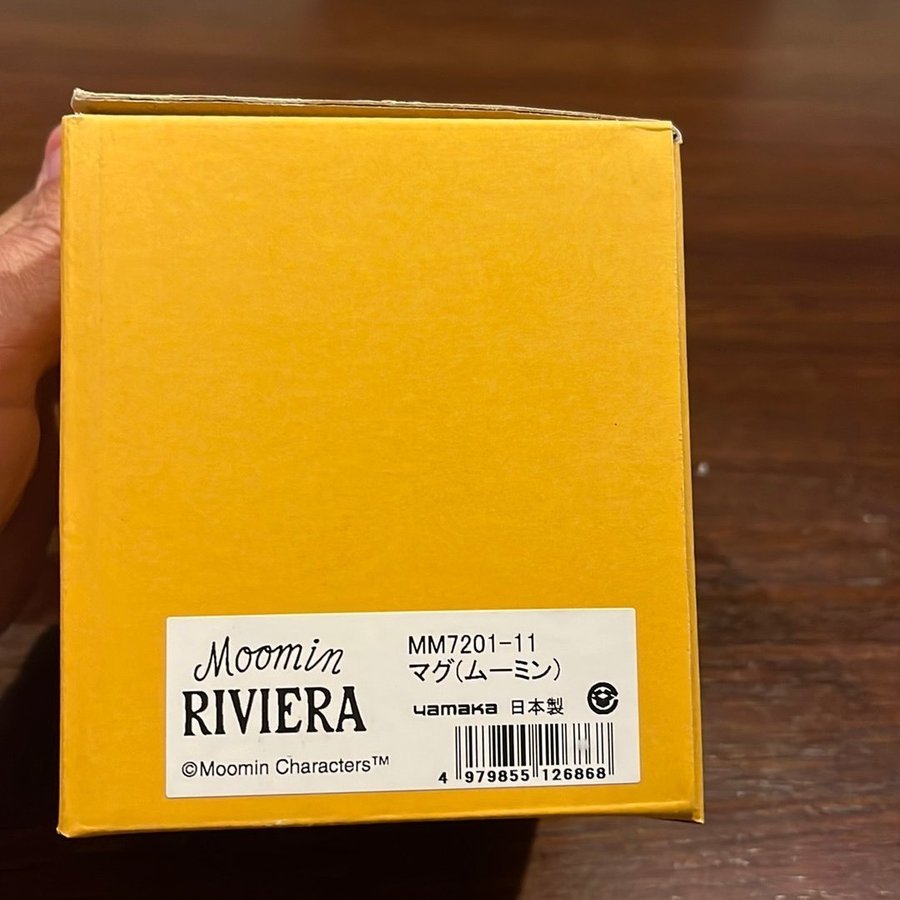 Moomin
RIVIERA
©Moomin Characters™
MM7201-11
マグ(ムーミン)
yamaka 日本製
4 979855 126868